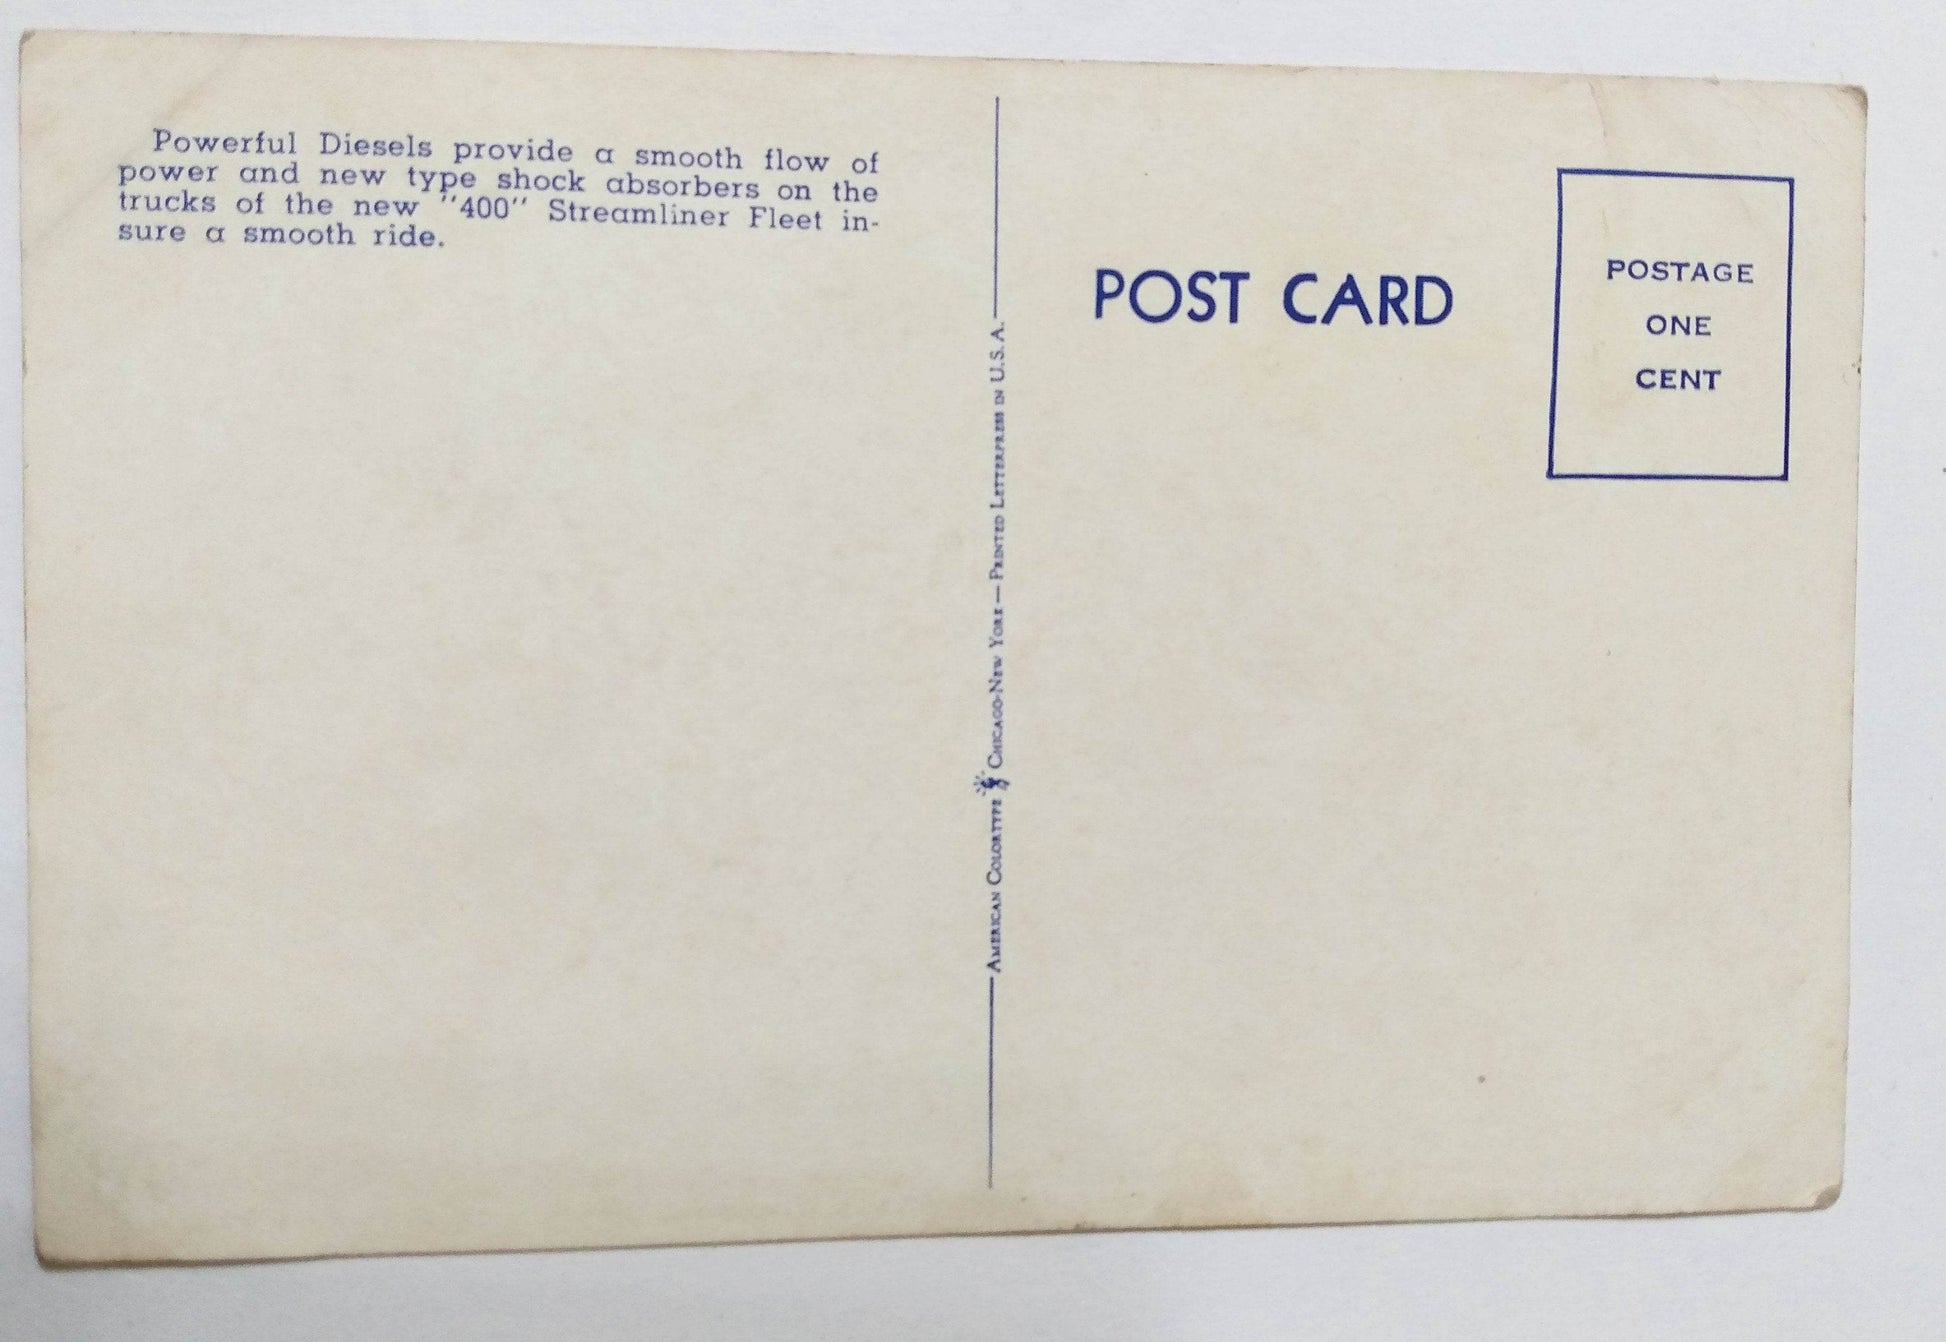 Powerful Diesels provide a smooth flow of
power and new type shock absorbers on the
trucks of the new "400" Streamliner Fleet in-
sure a smooth ride.
AMERICAN COLORTYPE CHICAGO-NEW YORK — PRINTED LETTERPRESS IN U.S.A.
POST CARD
POSTAGE
ONE
CENT